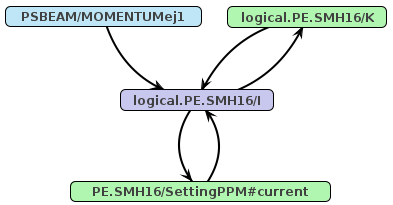 PSBEAM/MOMENTUMej1
logical.PE.SMH16/K
logical.PE.SMH16/I
PE.SMH16/SettingPPM#current